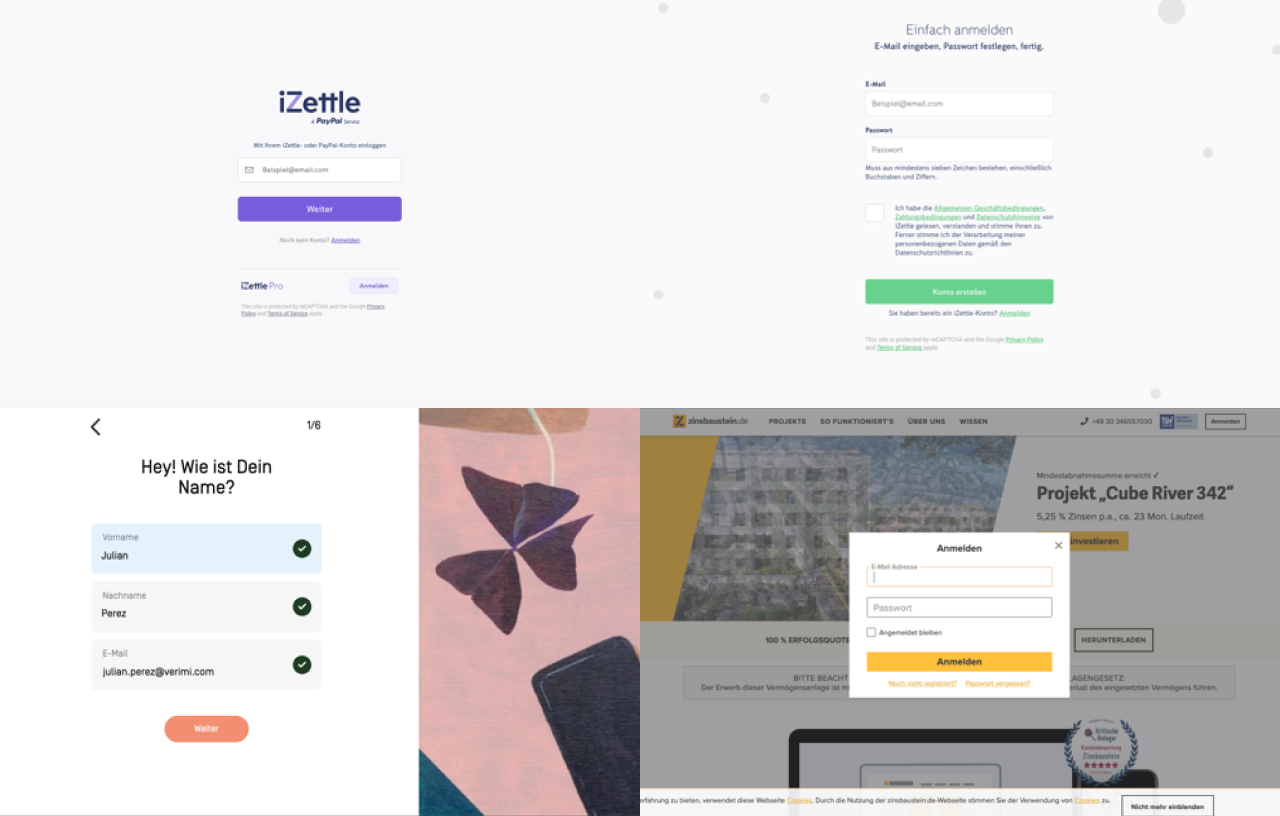 iZettle
A PayPal Service
Mit Ihrem iZettle- oder PayPal-Konto einloggen
Beispiel@email.com
Weiter
Noch kein Konto? Anmelden
iZettle Pro
Anmelden
This site is protected by reCAPTCHA and the Google Privacy
Policy and Terms of Service apply.
Einfach anmelden
E-Mail eingeben, Passwort festlegen, fertig.
E-Mail
Beispiel@email.com
Passwort
Passwort
Muss aus mindestens sieben Zeichen bestehen, einschließlich
Buchstaben und Ziffern.
Ich habe die Allgemeinen Geschäftsbedingungen,
Zahlungsbedingungen und Datenschutzhinweise von
iZettle gelesen, verstanden und stimme ihnen zu.
Ferner stimme ich der Verarbeitung meiner
personenbezogenen Daten gemäß den
Datenschutzrichtlinien zu.
Konto erstellen
Sie haben bereits ein iZettle-Konto? Anmelden
This site is protected by reCAPTCHA and the Google Privacy Policy
and Terms of Service apply.
1/6
Hey! Wie ist Dein
Name?
Vorname
Julian
Nachname
Perez
E-Mail
julian.perez@verimi.com
Weiter
zinsbaustein.de
PROJEKTE
SO FUNKTIONIERT'S
ÜBER UNS
WISSEN
+49 30 346557030
TÜV
Anmelden
Mindestabnahmesumme erreicht ✓
Projekt „Cube River 342“
5,25 % Zinsen p.a., ca. 23 Mon. Laufzeit
investieren
Anmelden
E-Mail Adresse
Passwort
Angemeldet bleiben
Anmelden
Noch nicht registriert?
Passwort vergessen?
100 % ERFOLGSQUOTE
HERUNTERLADEN
BITTE BEACHT
LAGENGESETZ:
Der Erwerb dieser Vermögensanlage ist m
erlust des eingesetzten Vermögens führen.
Kritische
Anleger
Kundenbewertung
Zinsbaustein
erfahrung zu bieten, verwendet diese Webseite Cookies. Durch die Nutzung der zinsbaustein.de-Webseite stimmen Sie der Verwendung von Cookies zu.
Nicht mehr einblenden